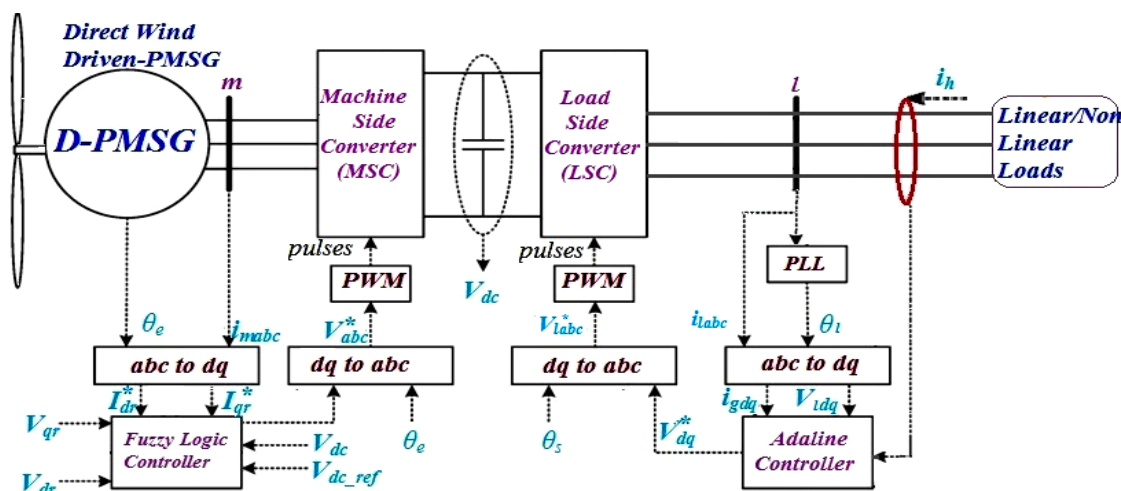 Direct Wind
Driven-PMSG
D-PMSG
m
Machine
Side
Converter
(MSC)
Load
Side
Converter
(LSC)
l
i_h
Linear/Non
Linear
Loads
pulses
PWM
V_dc
pulses
PWM
PLL
θ_e
i_mabc
V*_abc
V_labc*
i_labc
θ_l
abc to dq
dq to abc
dq to abc
abc to dq
I*_dr
I*_qr
i_gdq
V_ldq
V_qr
Fuzzy Logic
Controller
V_dc
θ_e
θ_s
V*_dq
Adaline
Controller
V_dc_ref
V_dr